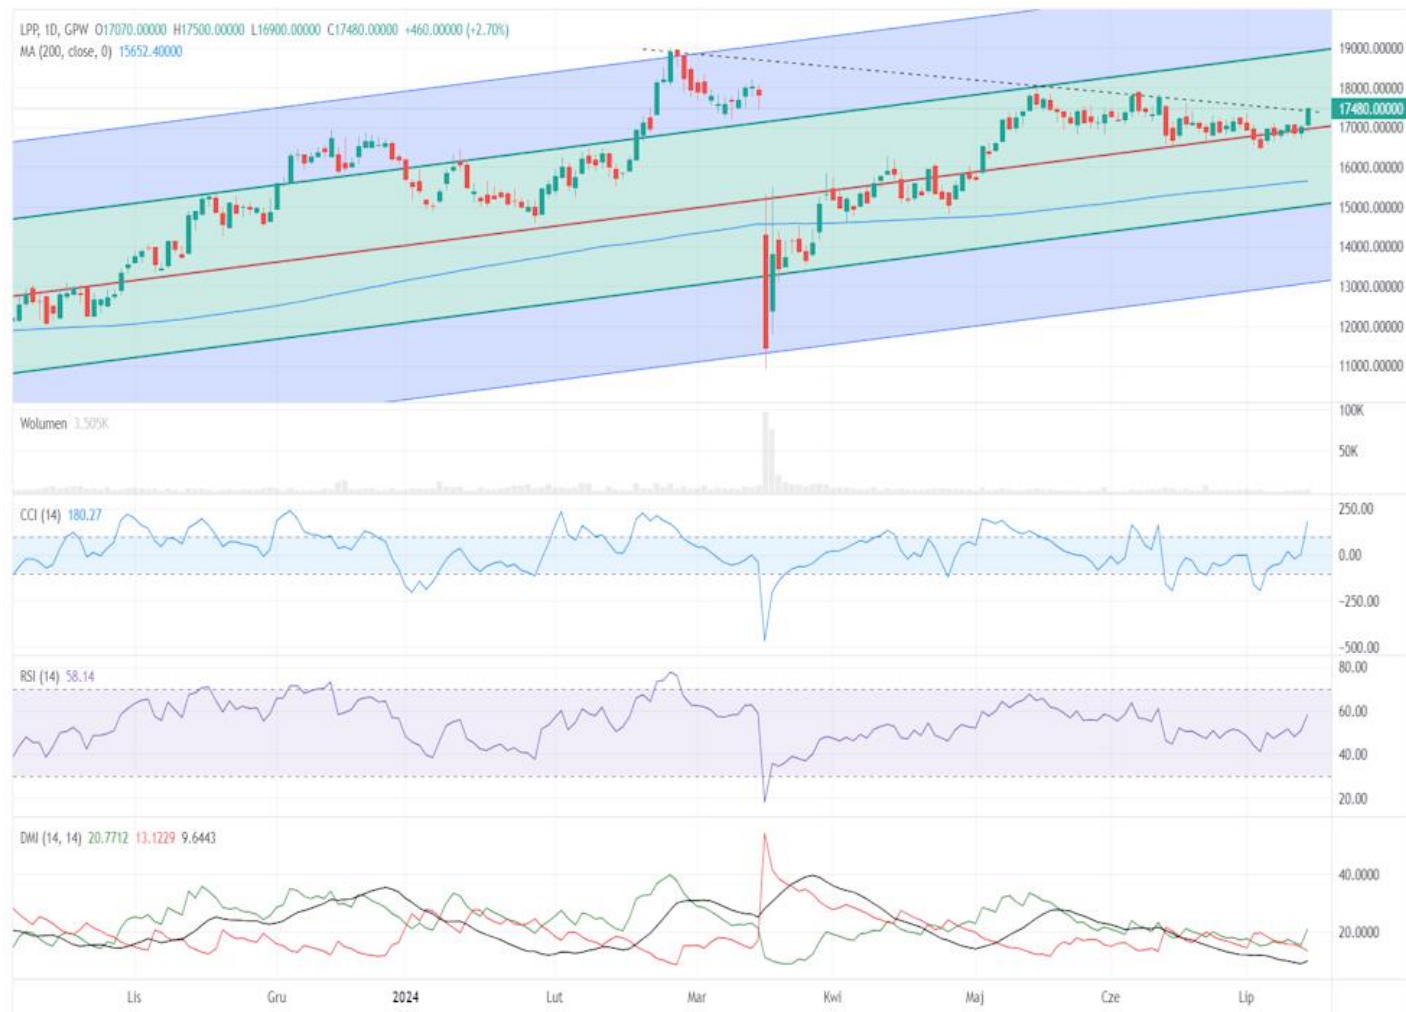 LPP, 1D, GPW O17070.00000 H17500.00000 L16900.00000 C17480.00000 +460.00000 (+2.70%)
MA (200, close, 0) 15652.40000
19000.00000
18000.00000
17480.00000
17000.00000
16000.00000
15000.00000
14000.00000
13000.00000
12000.00000
11000.00000
Wolumen 3.505K
100K
50K
CCI (14) 180.27
250.00
0.00
−250.00
−500.00
RSI (14) 58.14
80.00
60.00
40.00
20.00
DMI (14, 14) 20.7712 13.1229 9.6443
40.0000
20.0000
Lis Gru 2024 Lut Mar Kwi Maj Cze Lip